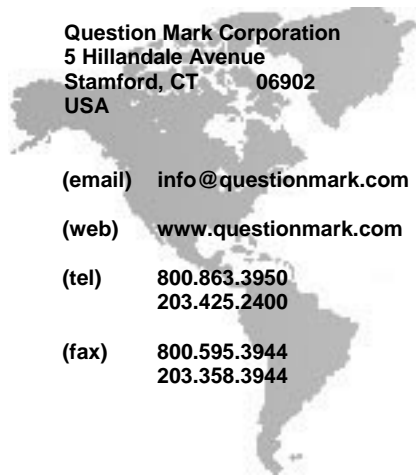 Question Mark Corporation
5 Hillandale Avenue
Stamford, CT 06902
USA
(email) info@questionmark.com
(web) www.questionmark.com
(tel) 800.863.3950
203.425.2400
(fax) 800.595.3944
203.358.3944